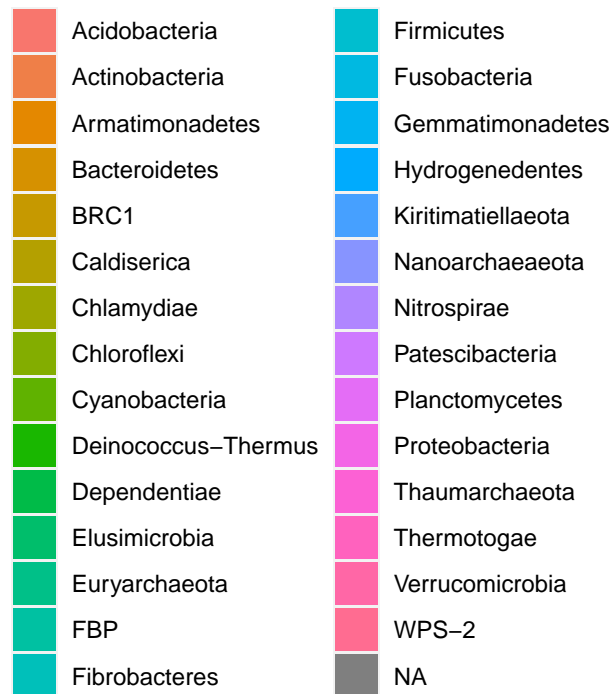 Acidobacteria
Actinobacteria
Armatimonadetes
Bacteroidetes
BRC1
Caldiserica
Chlamydiae
Chloroflexi
Cyanobacteria
Deinococcus−Thermus
Dependentiae
Elusimicrobia
Euryarchaeota
FBP
Fibrobacteres
Firmicutes
Fusobacteria
Gemmatimonadetes
Hydrogenedentes
Kiritimatiellaeota
Nanoarchaeaeota
Nitrospirae
Patescibacteria
Planctomycetes
Proteobacteria
Thaumarchaeota
Thermotogae
Verrucomicrobia
WPS−2
NA